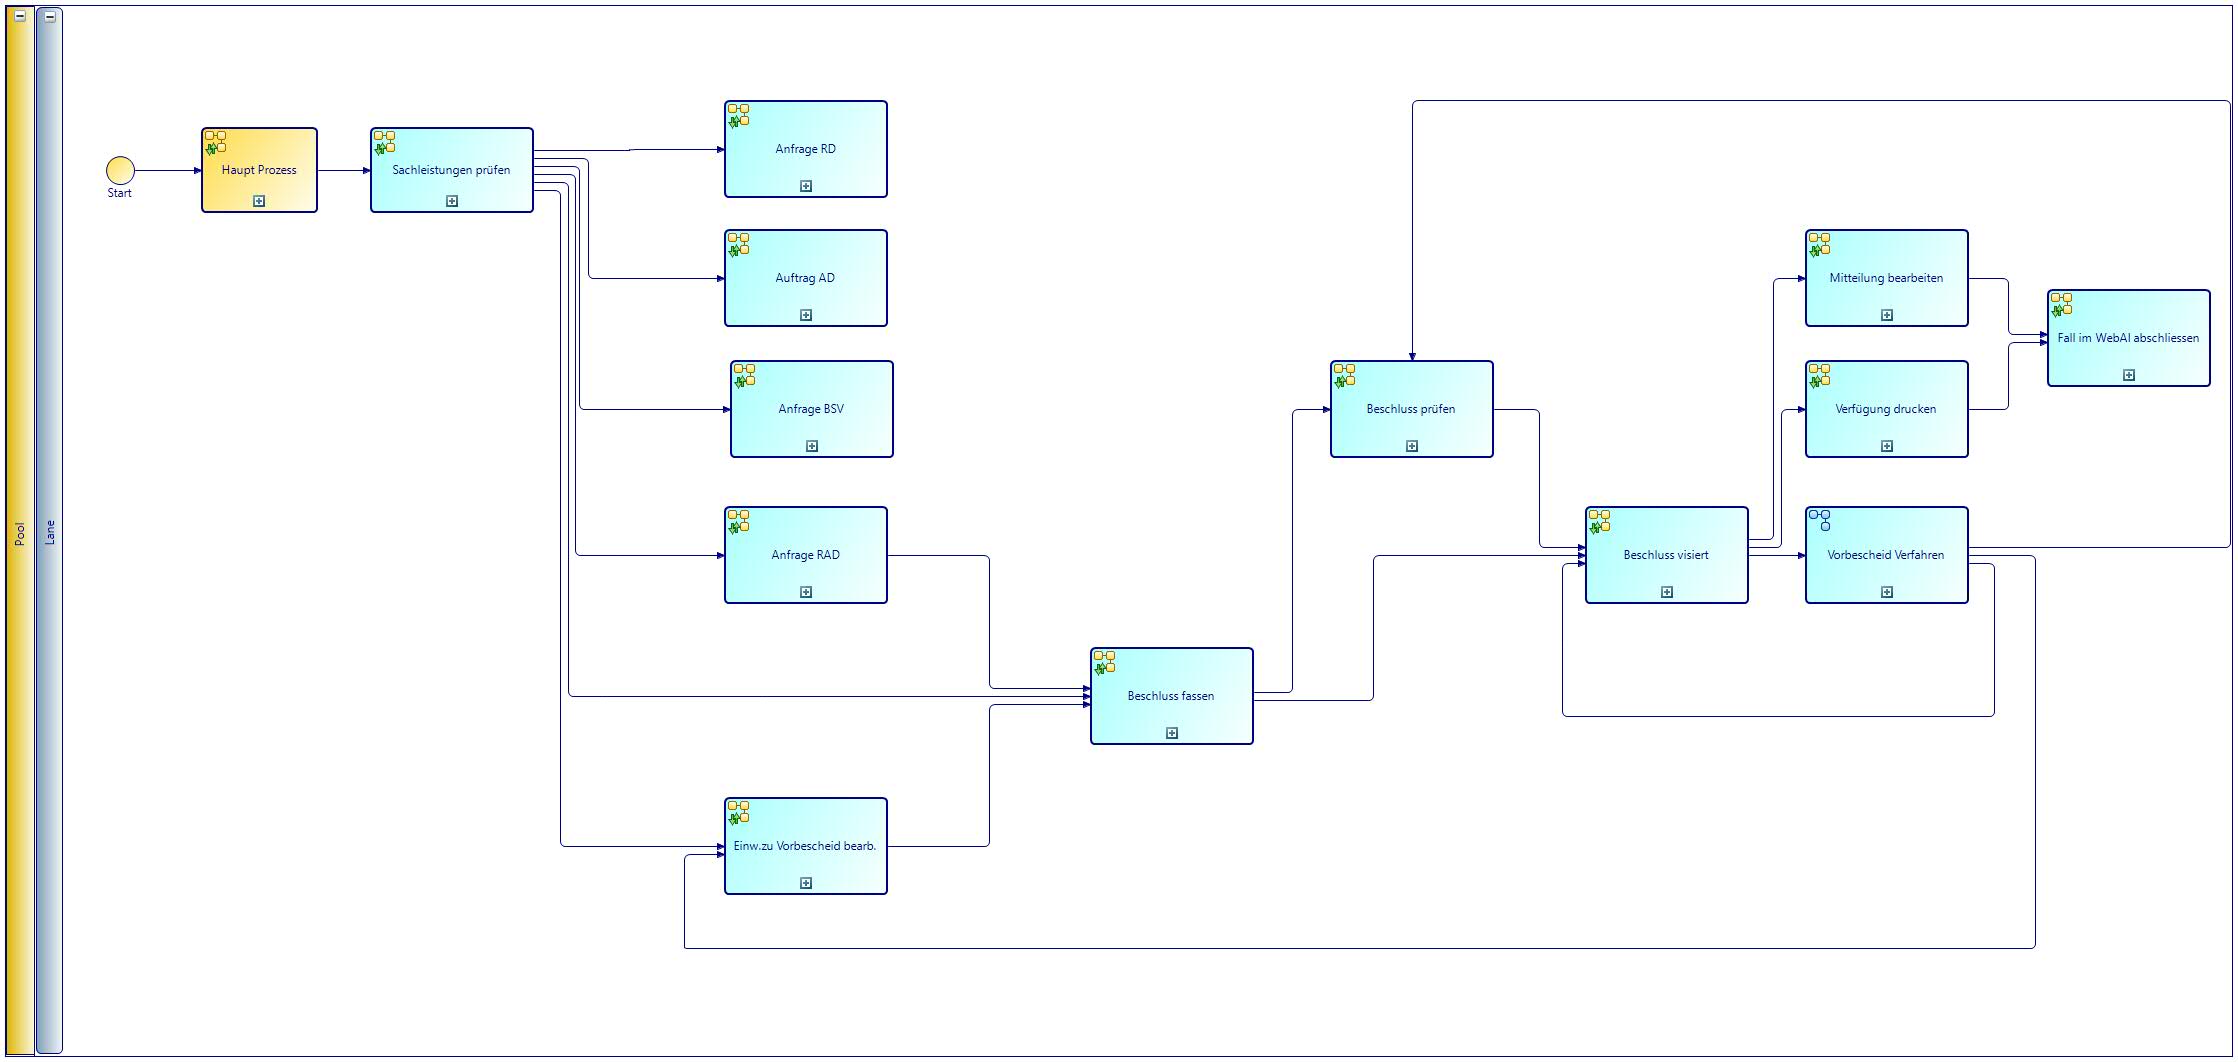 Pool
Lane
Start
Haupt Prozess
Sachleistungen prüfen
Anfrage RD
Auftrag AD
Anfrage BSV
Anfrage RAD
Einw.zu Vorbescheid bearb.
Beschluss fassen
Beschluss prüfen
Beschluss visiert
Mitteilung bearbeiten
Verfügung drucken
Vorbescheid Verfahren
Fall im WebAI abschliessen